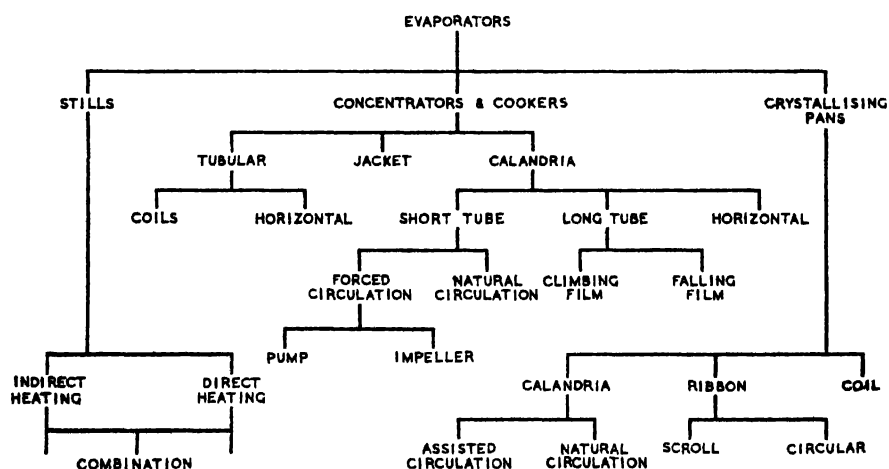 EVAPORATORS
STILLS
CONCENTRATORS & COOKERS
CRYSTALLISING
PANS
TUBULAR
JACKET
CALANDRIA
COILS
HORIZONTAL
SHORT TUBE
LONG TUBE
HORIZONTAL
FORCED
CIRCULATION
NATURAL
CIRCULATION
CLIMBING
FILM
FALLING
FILM
PUMP
IMPELLER
INDIRECT
HEATING
DIRECT
HEATING
CALANDRIA
RIBBON
COIL
COMBINATION
ASSISTED
CIRCULATION
NATURAL
CIRCULATION
SCROLL
CIRCULAR